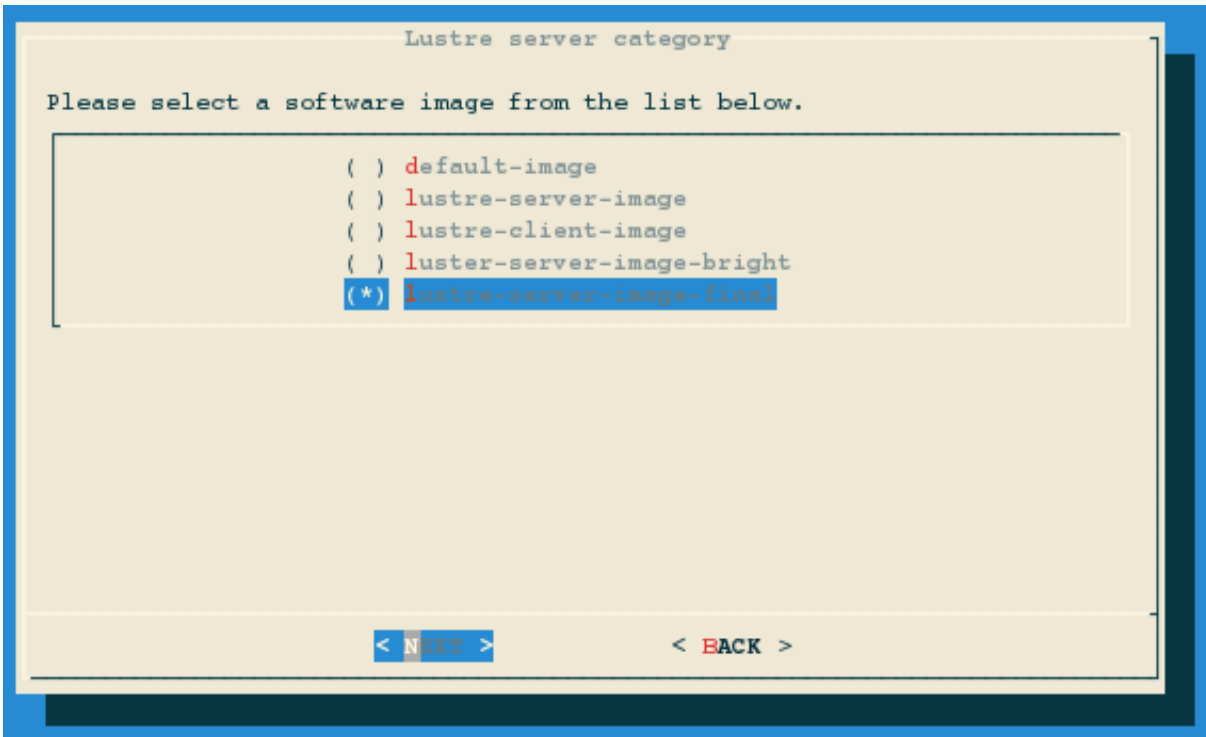 Lustre server category
Please select a software image from the list below.
( ) default-image
( ) lustre-server-image
( ) lustre-client-image
( ) luster-server-image-bright
(*) lustre-server-image-final
< NEXT > < BACK >